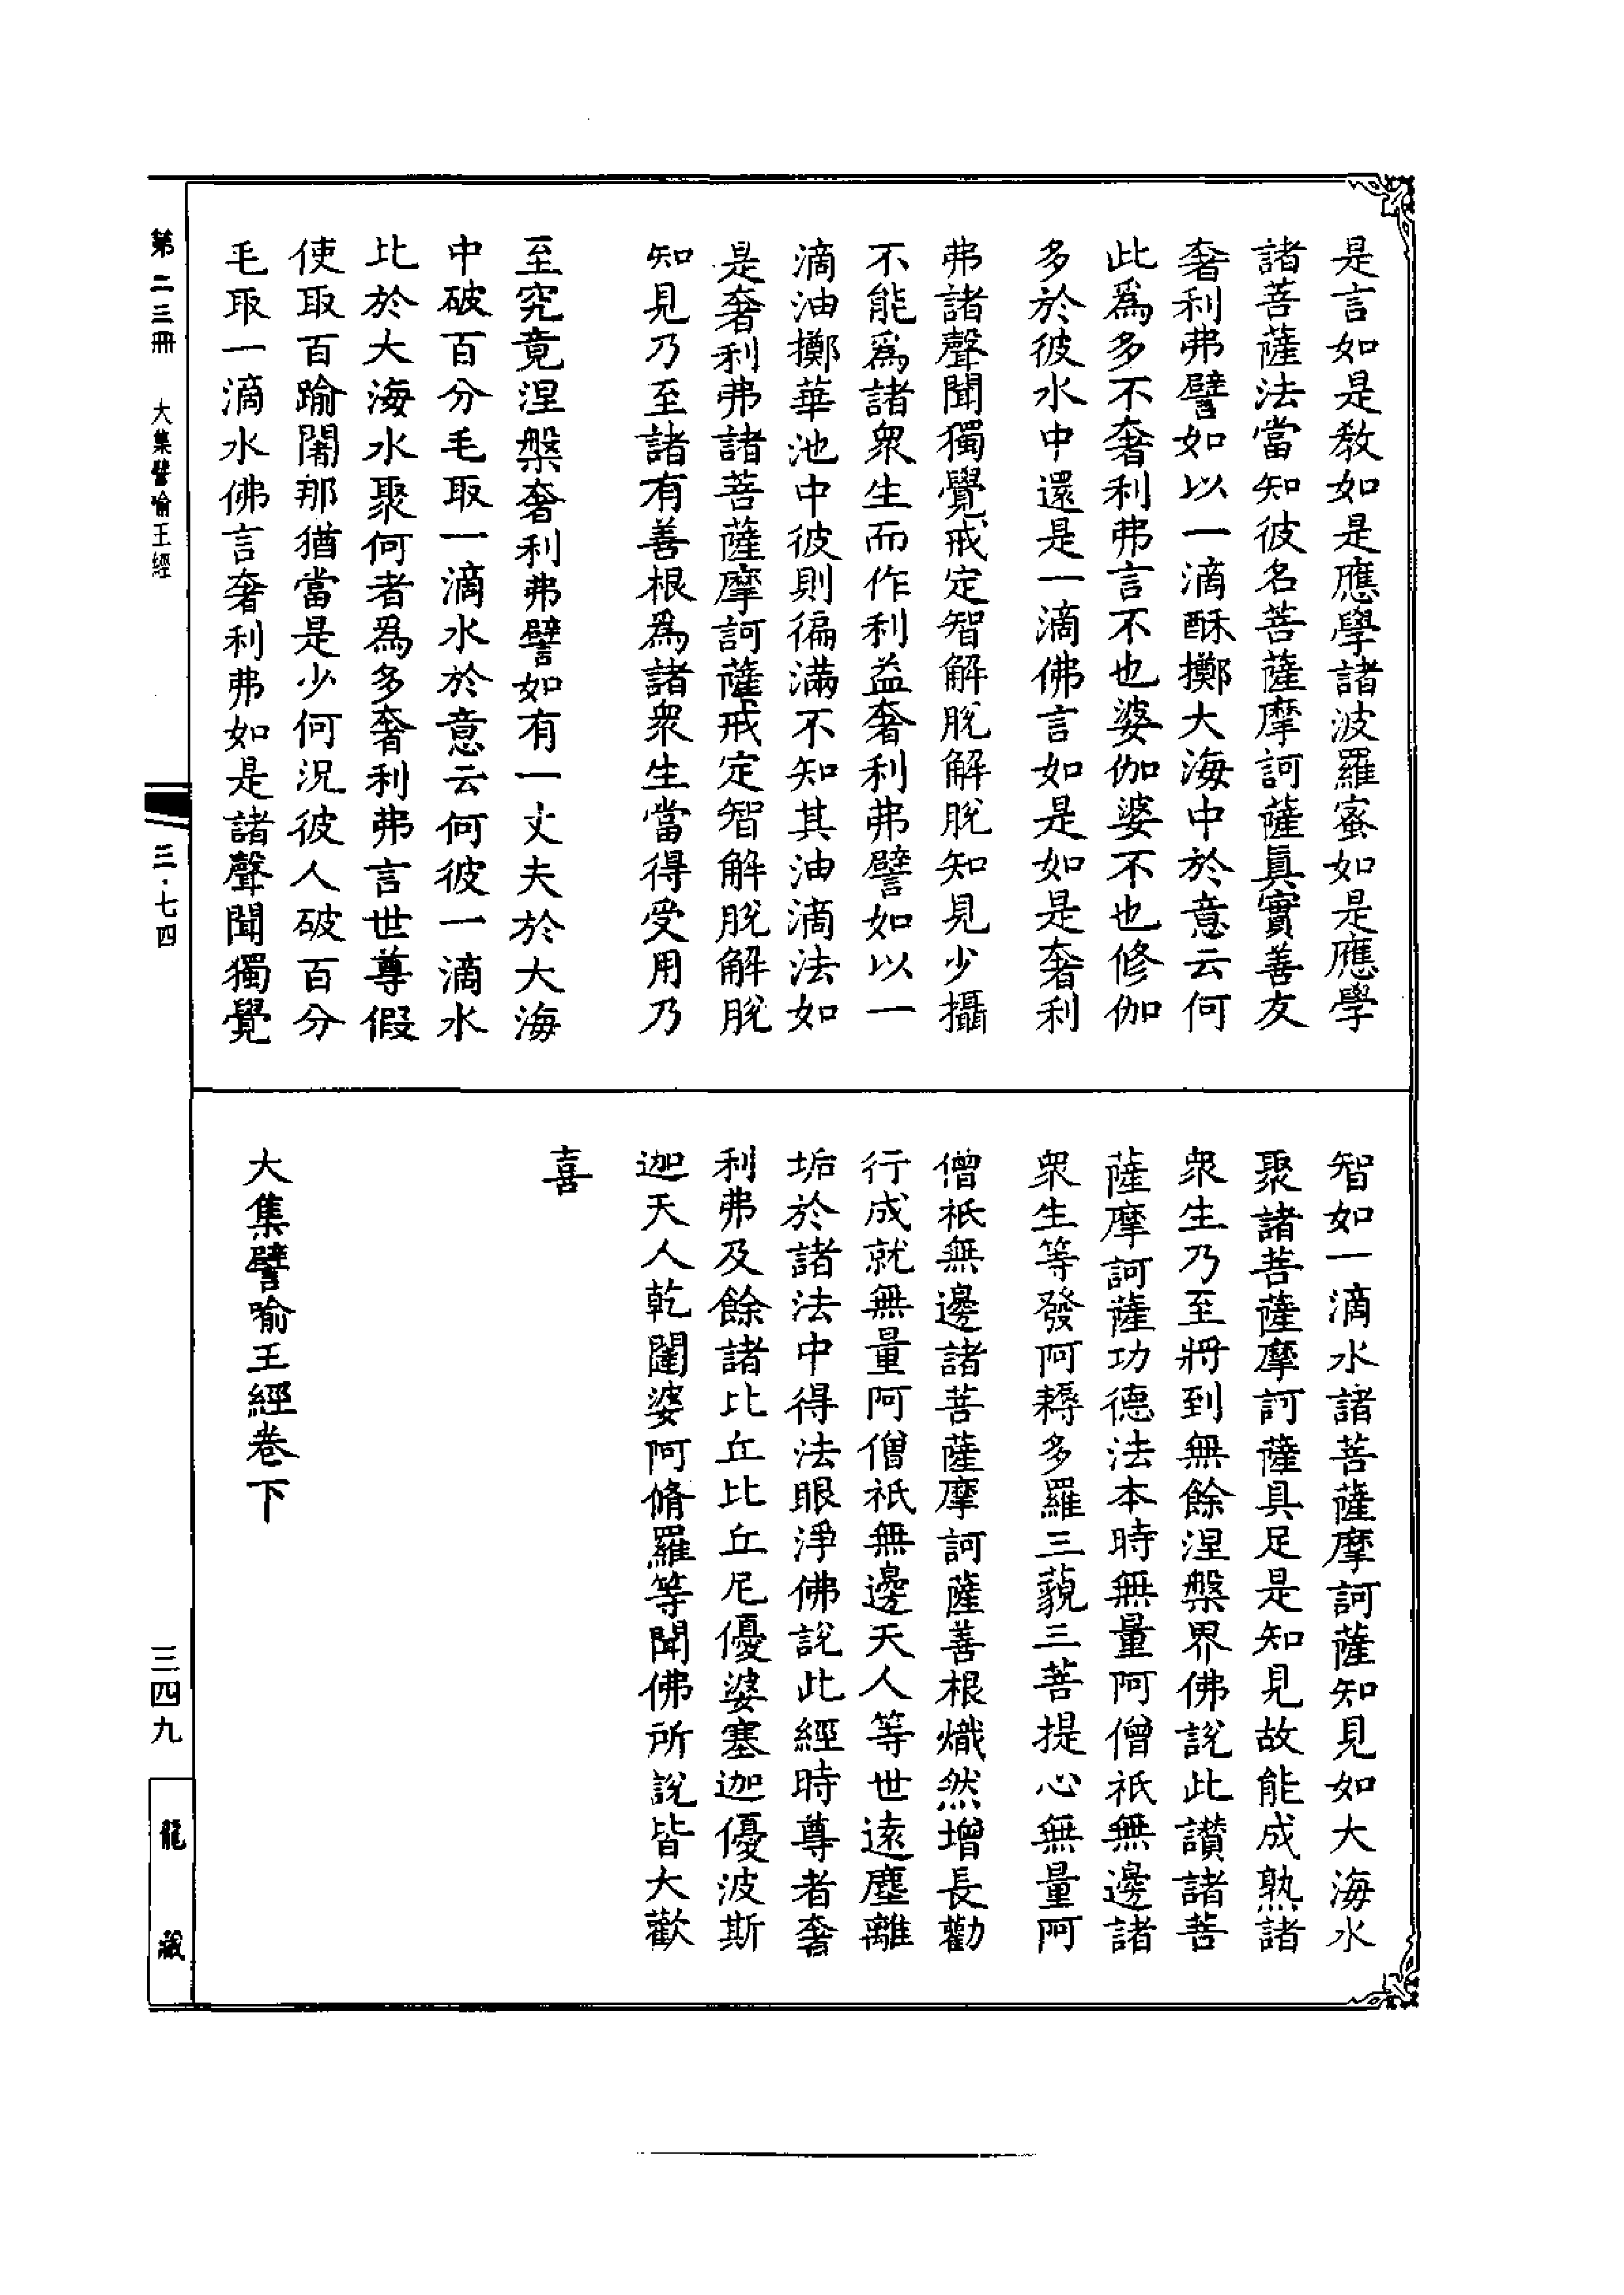 是言如是教如是應學諸波羅蜜如是應學
諸菩薩法當知彼名菩薩摩訶薩眞實善友
奢利弗譬如以一滴酥擲大海中於意云何
此爲多不奢利弗言不也婆伽婆不也修伽
多於彼水中還是一滴佛言如是如是奢利
弗諸聲聞獨覺戒定智解脫解脫知見少攝
不能爲諸衆生而作利益奢利弗譬如以一
滴油擲華池中彼則徧滿不知其油滴法如
是奢利弗諸菩薩摩訶薩戒定智解脫解脫
知見乃至諸有善根爲諸衆生當得受用乃
至究竟涅槃奢利弗譬如有一丈夫於大海
中破百分毛取一滴水於意云何彼一滴水
比於大海水聚何者爲多奢利弗言世尊假
使取百踰闍那猶當是少何況彼人破百分
毛取一滴水佛言奢利弗如是諸聲聞獨覺
智如一滴水諸菩薩摩訶薩知見如大海水
聚諸菩薩摩訶薩具足是知見故能成熟諸
衆生乃至將到無餘涅槃界佛說此讚諸菩
薩摩訶薩功德法本時無量阿僧祇無邊諸
衆生等發阿耨多羅三藐三菩提心無量阿
僧祇無邊諸菩薩摩訶薩善根熾然增長勸
行成就無量阿僧祇無邊天人等世遠塵離
垢於諸法中得法眼淨佛說此經時尊者奢
利弗及餘諸比丘比丘尼優婆塞迦優波斯
迦天人乾闥婆阿脩羅等聞佛所說皆大歡
喜
大集譬喻王經卷下
第二三冊 大集譬喻王經
三·七四
三四九
龍藏